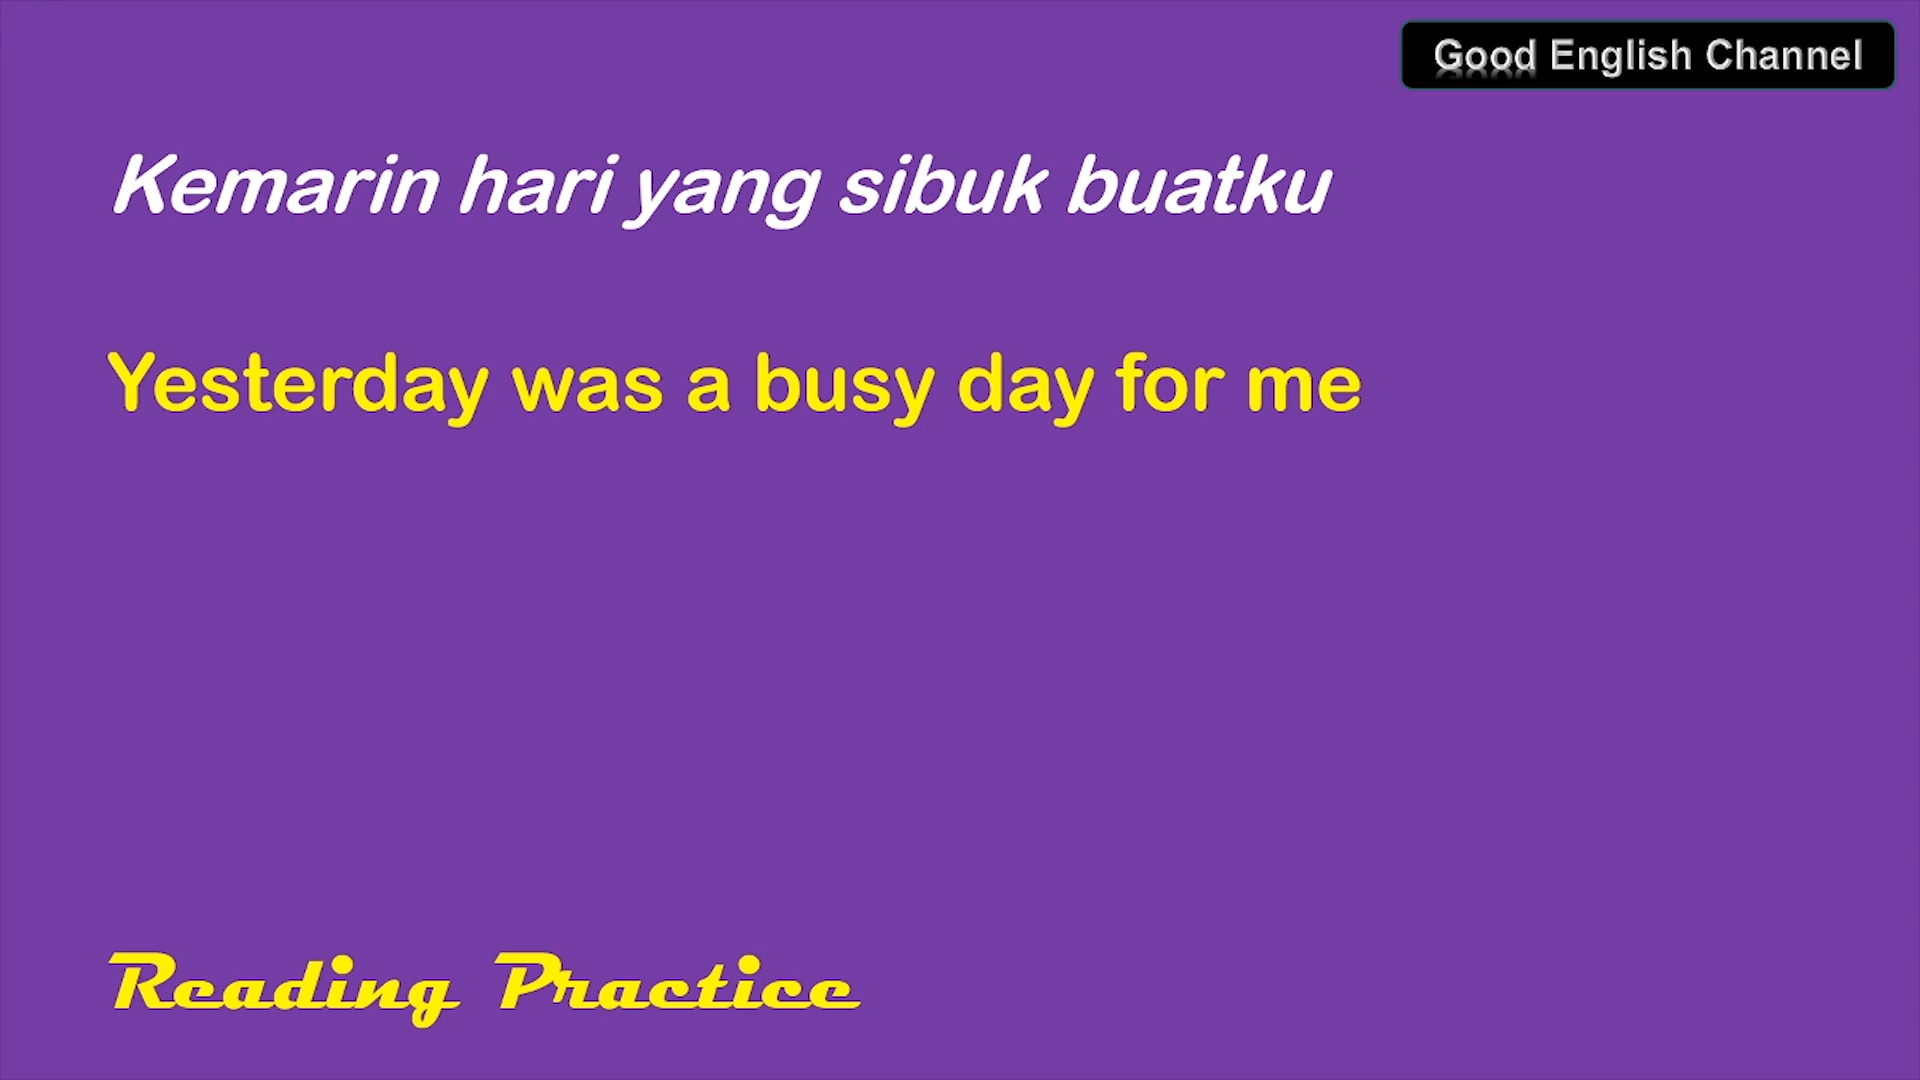 Good English Channel
Kemarin hari yang sibuk buatku
Yesterday was a busy day for me
Reading Practice